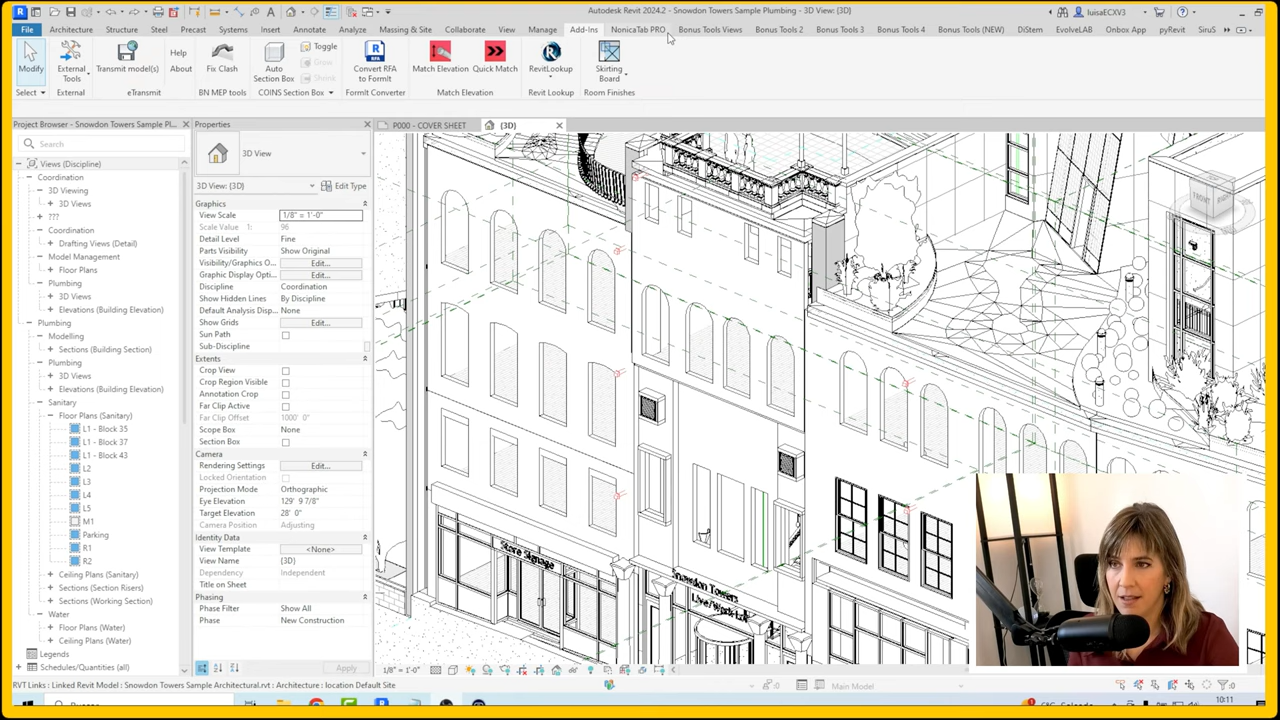 Autodesk Revit 2024.2 - Snowdon Towers Sample Plumbing - 3D View: {3D}
luisaECXV3
File Architecture Structure Steel Precast Systems Insert Annotate Analyze Massing & Site Collaborate View Manage Add-Ins NonicaTab PRO Bonus Tools Views Bonus Tools 2 Bonus Tools 3 Bonus Tools 4 Bonus Tools (NEW) DiStem EvolveLAB Onbox App pyRevit SiruS
Modify
External Tools
Transmit model(s)
Help
About
Fix Clash
Auto Section Box
Toggle
Grow
Shrink
Convert RFA to FormIt
Match Elevation
Quick Match
RevitLookup
Skirting Board
Select External eTransmit BN MEP tools COINS Section Box FormIt Converter Match Elevation Revit Lookup Room Finishes
Project Browser - Snowdon Towers Sample Pl...
Search
Views (Discipline)
Coordination
3D Viewing
3D Views
???
Coordination
Drafting Views (Detail)
Model Management
Floor Plans
Plumbing
3D Views
Elevations (Building Elevation)
Plumbing
Modelling
Sections (Building Section)
Plumbing
3D Views
Elevations (Building Elevation)
Sanitary
Floor Plans (Sanitary)
L1 - Block 35
L1 - Block 37
L1 - Block 43
L2
L3
L4
L5
M1
Parking
R1
R2
Ceiling Plans (Sanitary)
Sections (Section Risers)
Sections (Working Section)
Water
Floor Plans (Water)
Ceiling Plans (Water)
Legends
Schedules/Quantities (all)
Properties
3D View
3D View: {3D}
Edit Type
Graphics
View Scale 1/8" = 1'-0"
Scale Value 1: 96
Detail Level Fine
Parts Visibility Show Original
Visibility/Graphics O... Edit...
Graphic Display Opti... Edit...
Discipline Coordination
Show Hidden Lines By Discipline
Default Analysis Disp... None
Show Grids Edit...
Sun Path
Sub-Discipline
Extents
Crop View
Crop Region Visible
Annotation Crop
Far Clip Active
Far Clip Offset 1000' 0"
Scope Box None
Section Box
Camera
Rendering Settings Edit...
Locked Orientation
Projection Mode Orthographic
Eye Elevation 129' 9 7/8"
Target Elevation 28' 0"
Camera Position Adjusting
Identity Data
View Template <None>
View Name {3D}
Dependency Independent
Title on Sheet
Phasing
Phase Filter Show All
Phase New Construction
Apply
P000 - COVER SHEET
{3D}
FRONT
Store Signage
Snowdon Towers
1/8" = 1'-0"
RVT Links : Linked Revit Model : Snowdon Towers Sample Architectural.rvt : Architecture : location Default Site
:0
Main Model
:0
Buscar
10:11